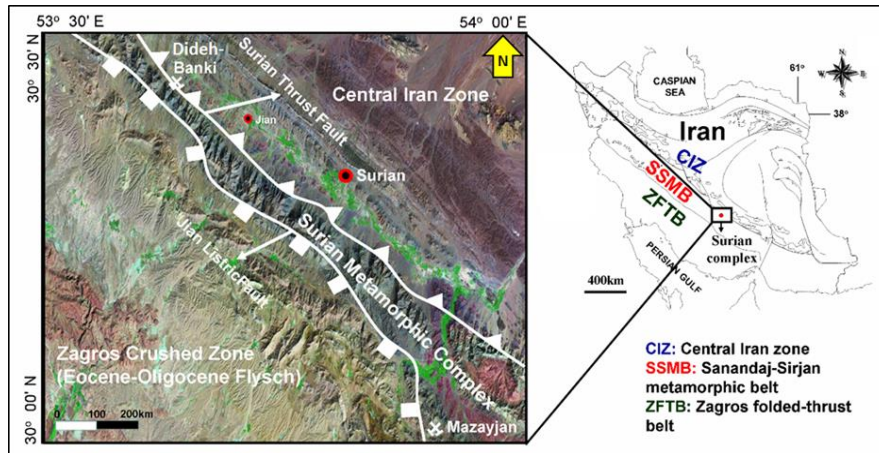 53° 30' E
54° 00' E
30° 30' N
30° 00' N
N
Dideh-
Banki
Surian Thrust Fault
Central Iran Zone
Jian
Surian
Surian Metamorphic Complex
Jian Listric Fault
Zagros Crushed Zone
(Eocene-Oligocene Flysch)
0 100 200km
Mazayjan
CASPIAN
SEA
61°
N
W
E
S
38°
Iran
CIZ
SSMB
ZFTB
Surian
complex
PERSIAN GULF
400km
CIZ: Central Iran zone
SSMB: Sanandaj-Sirjan
metamorphic belt
ZFTB: Zagros folded-thrust
belt